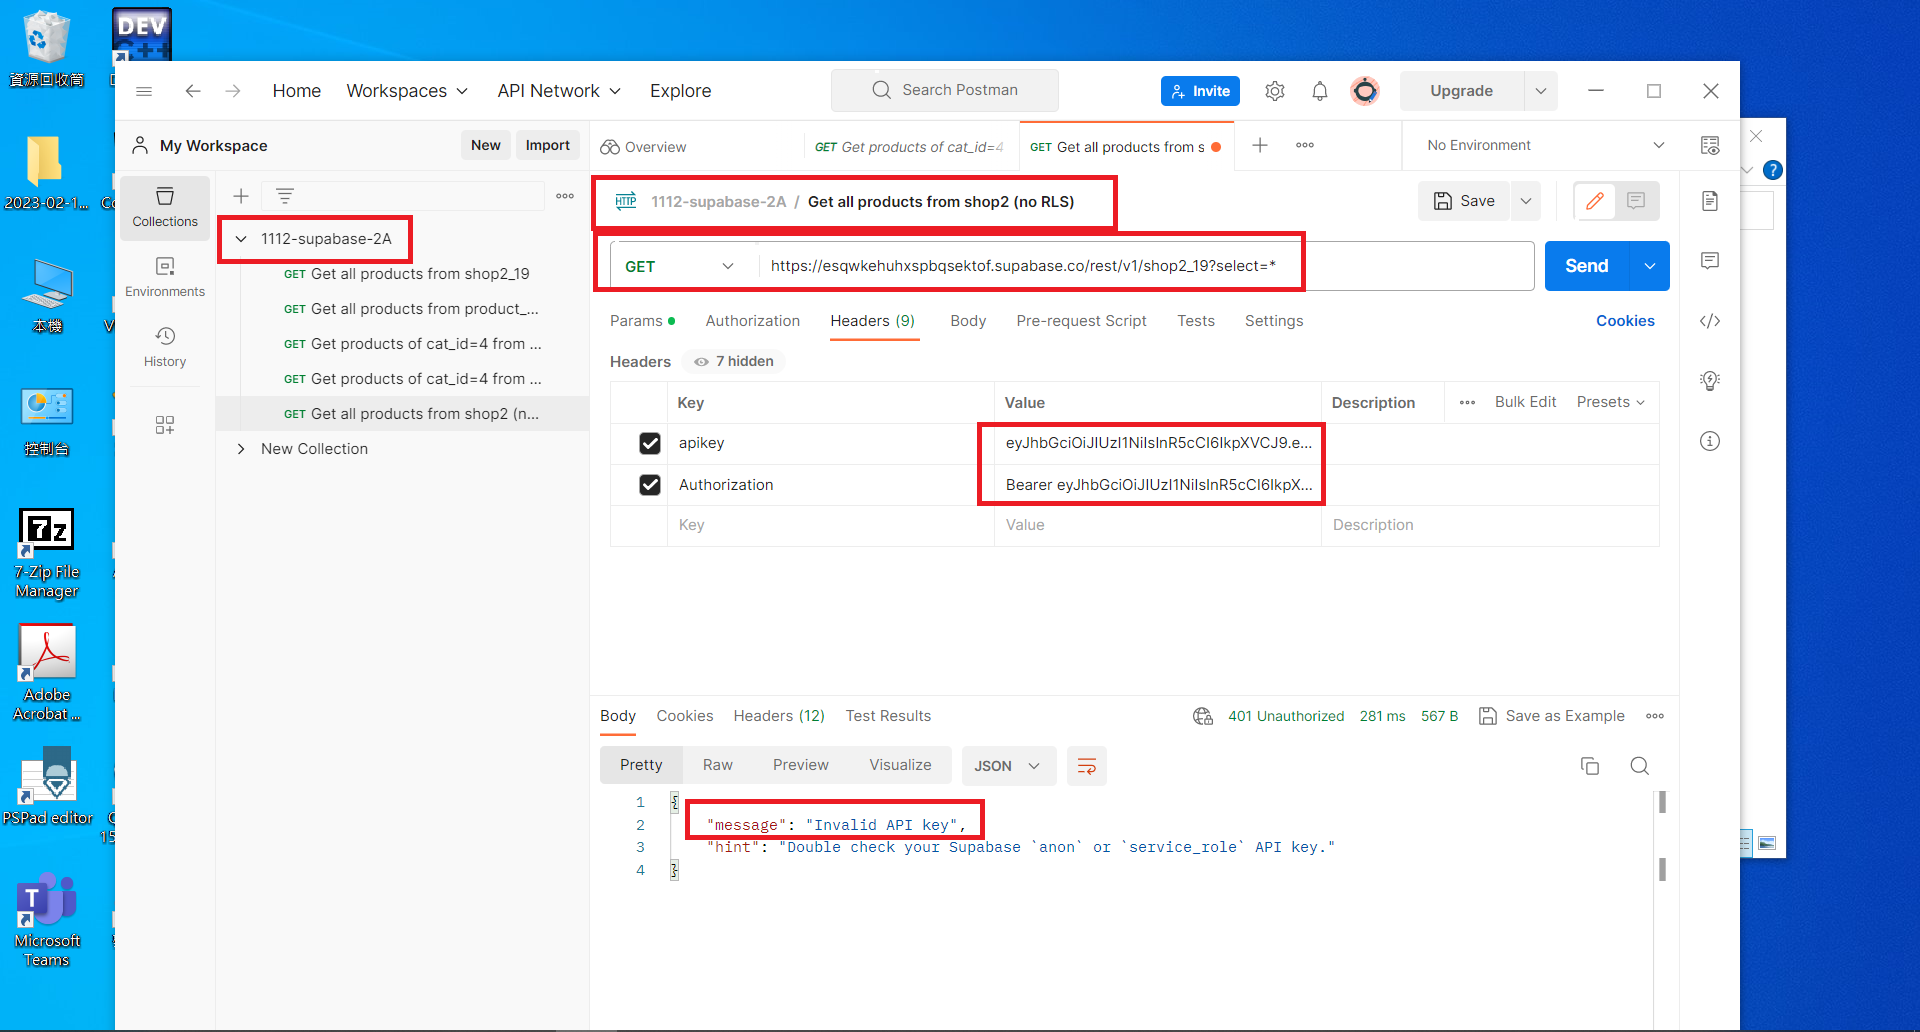 資源回收筒
DEV
C++
2023-02-1...
本機
控制台
7z
7-Zip File
Manager
Adobe
Acrobat ...
PSPad editor
T
Microsoft
Teams
Home
Workspaces
API Network
Explore
Search Postman
Invite
Upgrade
My Workspace
New
Import
Overview
GET Get products of cat_id=4
GET Get all products from s
No Environment
Collections
Environments
History
1112-supabase-2A
GET Get all products from shop2_19
GET Get all products from product_...
GET Get products of cat_id=4 from ...
GET Get products of cat_id=4 from ...
GET Get all products from shop2 (n...
New Collection
HTTP
1112-supabase-2A / Get all products from shop2 (no RLS)
Save
GET
https://esqwkehuhxspbqsektof.supabase.co/rest/v1/shop2_19?select=*
Send
Params
Authorization
Headers (9)
Body
Pre-request Script
Tests
Settings
Cookies
Headers
7 hidden
Key
Value
Description
Bulk Edit
Presets
apikey
eyJhbGciOiJIUzI1NiIsInR5cCI6IkpXVCJ9.e...
Authorization
Bearer eyJhbGciOiJIUzI1NiIsInR5cCI6IkpX...
Key
Value
Description
Body
Cookies
Headers (12)
Test Results
401 Unauthorized
281 ms
567 B
Save as Example
Pretty
Raw
Preview
Visualize
JSON
1 {
2 "message": "Invalid API key",
3 "hint": "Double check your Supabase `anon` or `service_role` API key."
4 }